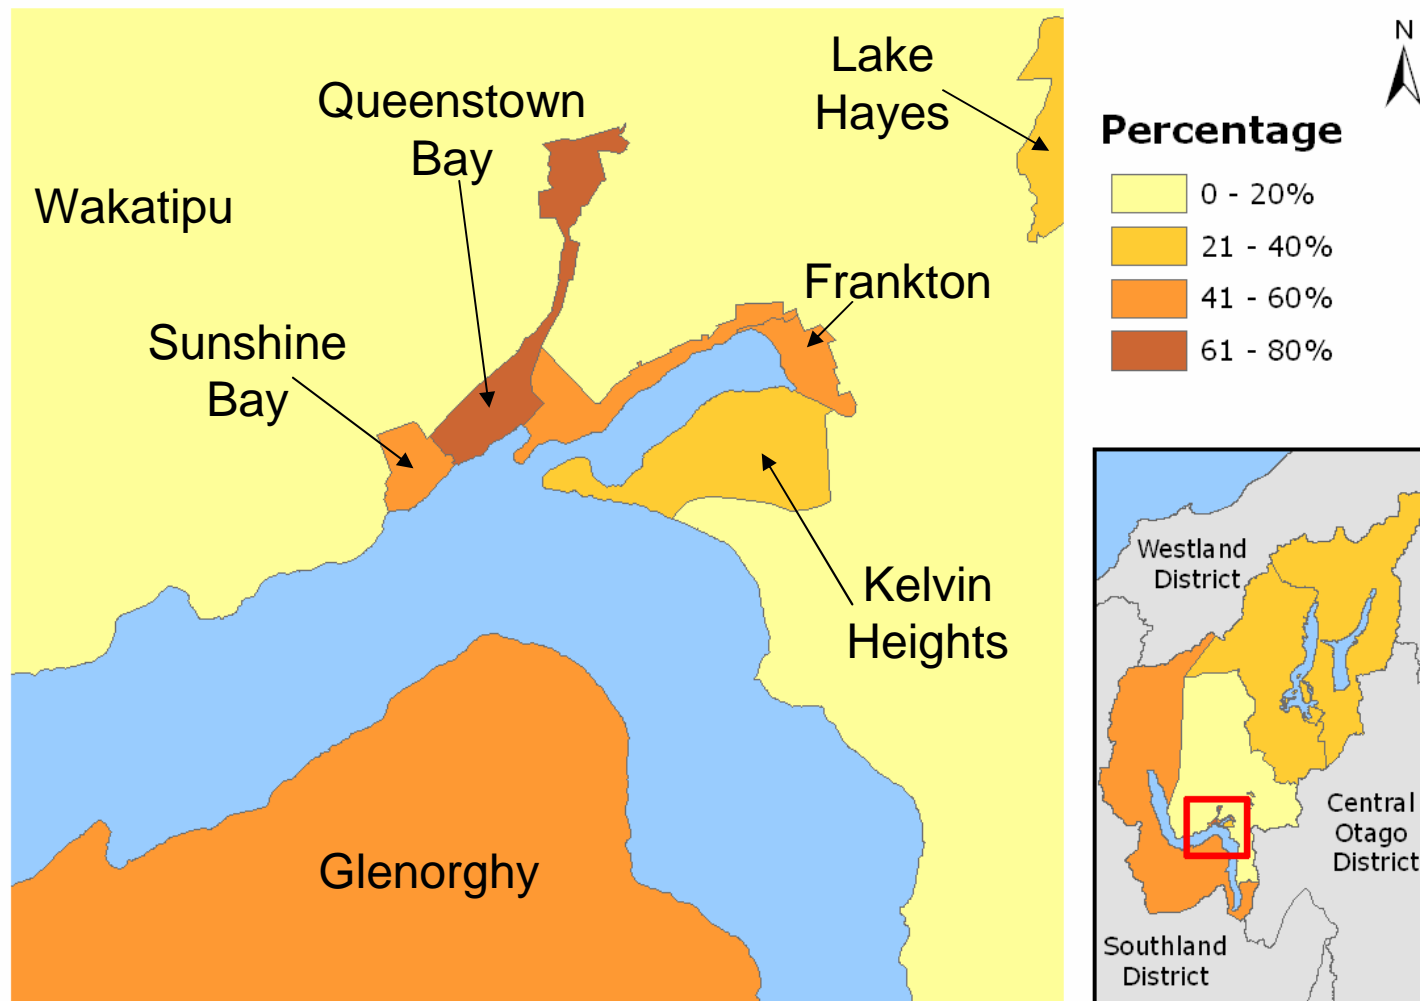 Lake
Hayes
Queenstown
Bay
Wakatipu
Frankton
Sunshine
Bay
Kelvin
Heights
Glenorghy
N
Percentage
0 - 20%
21 - 40%
41 - 60%
61 - 80%
Westland
District
Central
Otago
District
Southland
District